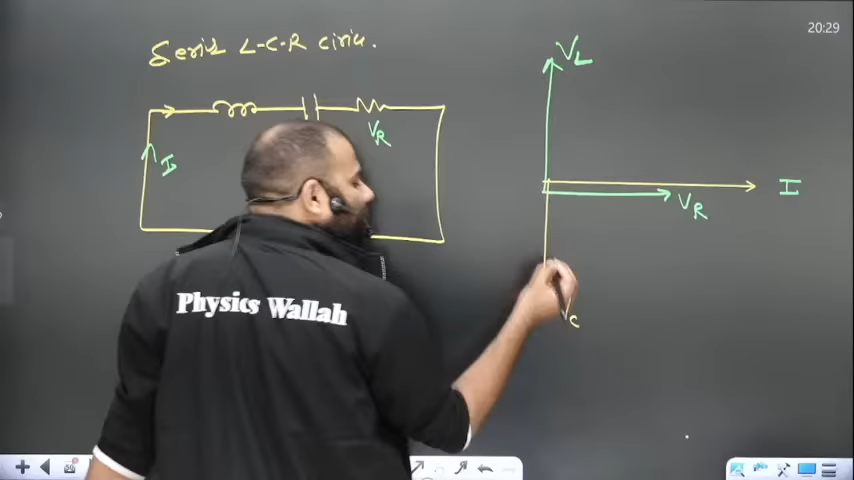 20:29
Series L-C-R circu.
V_L
V_R
I
I
V_R
c
Physics Wallah